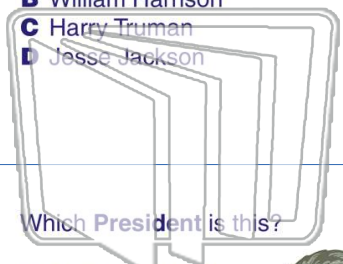 B William Harrison
C Harry Truman
D Jesse Jackson
Which President is this?